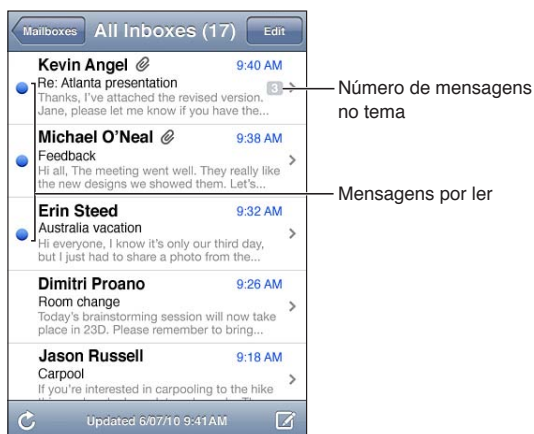 Mailboxes All Inboxes (17) Edit
Kevin Angel 9:40 AM
Re: Atlanta presentation
Thanks, I've attached the revised version. 3
Jane, please let me know if you have the...
Número de mensagens
no tema
Michael O'Neal 9:38 AM
Feedback
Hi all, The meeting went well. They really like
the new designs we showed them. Let's...
Mensagens por ler
Erin Steed 9:32 AM
Australia vacation
Hi everyone, I know it's only our third day,
but I just had to share a photo from the...
Dimitri Proano 9:26 AM
Room change
Today's brainstorming session will now take
place in 23D. Please remember to bring...
Jason Russell 9:18 AM
Carpool
If you're interested in carpooling to the hike
Updated 6/07/10 9:41AM